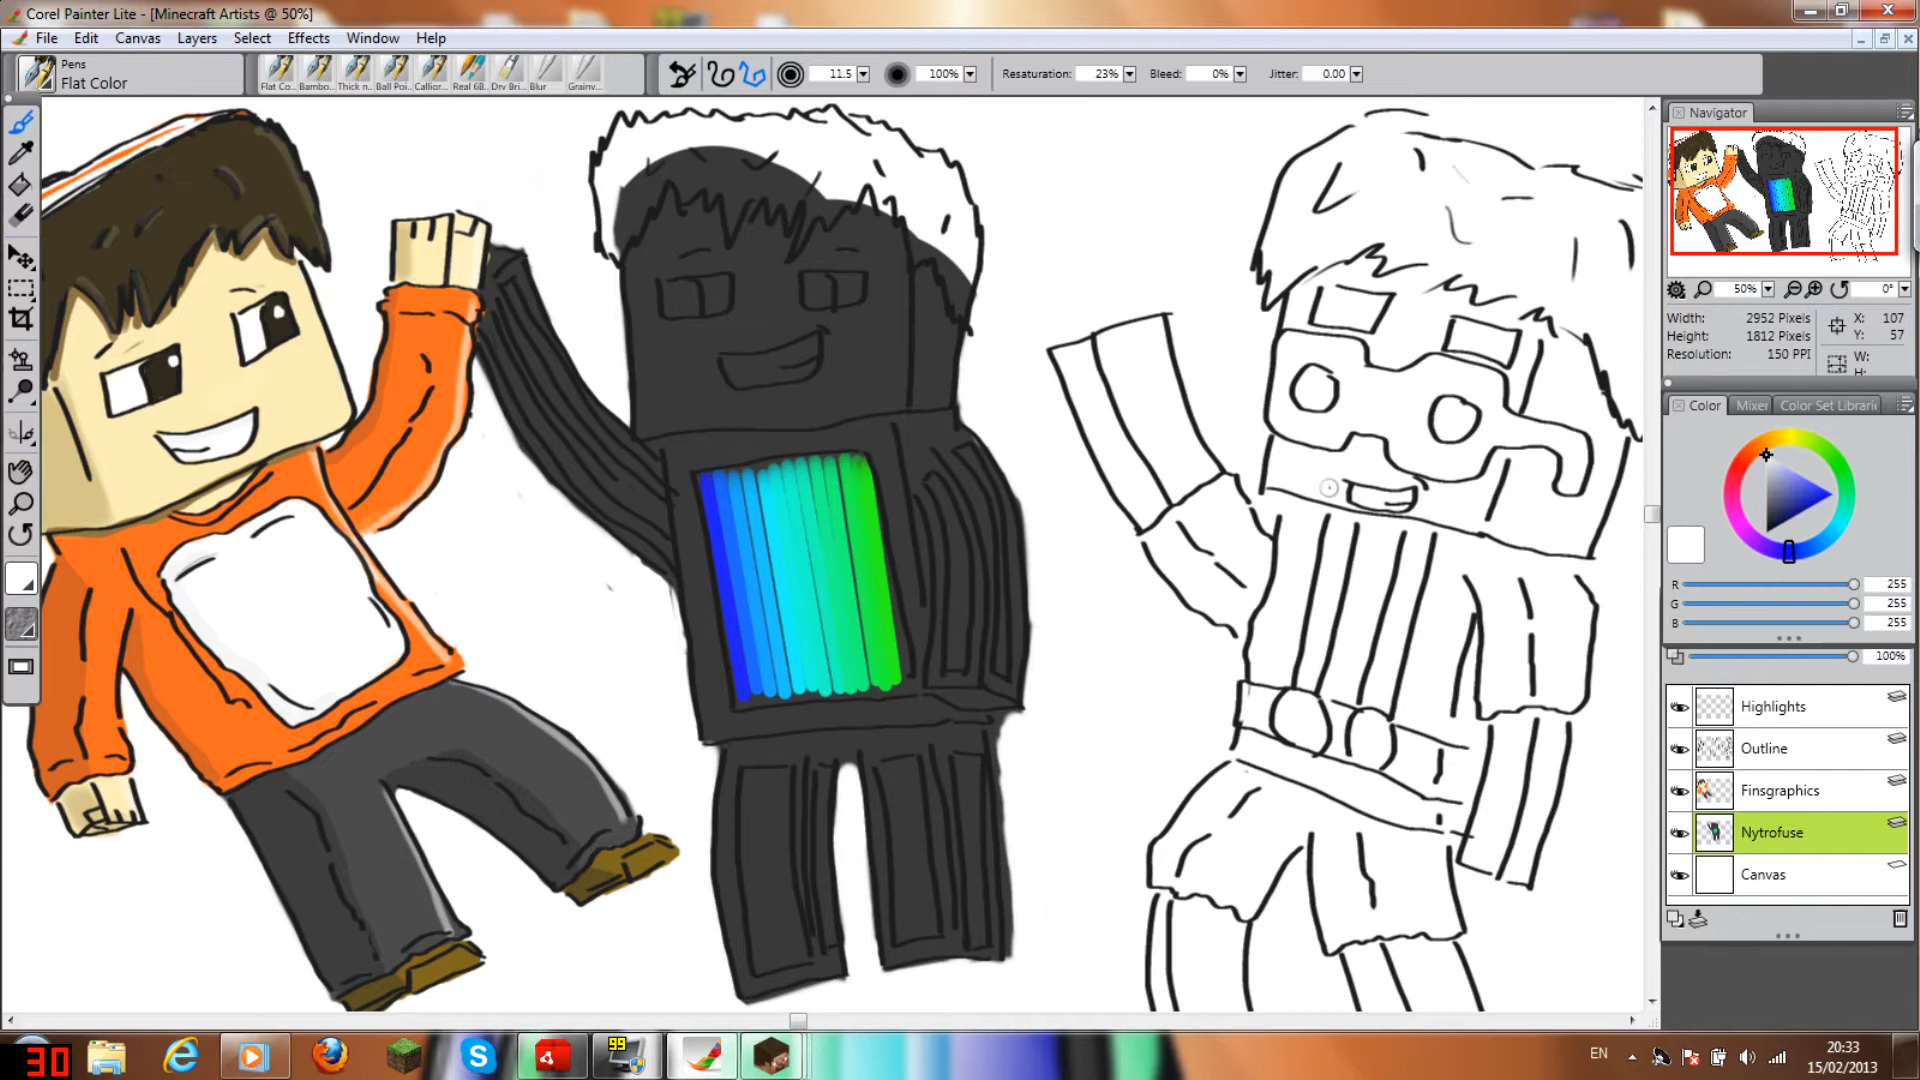 Corel Painter Lite - [Minecraft Artists @ 50%]
File Edit Canvas Layers Select Effects Window Help
Pens
Flat Color
Flat Co... Bambo... Thick n... Ball Poi... Calligr... Real 6B... Dry Bri... Blur Grainy...
11.5 100% Resaturation: 23% Bleed: 0% Jitter: 0.00
Navigator
50% 0°
Width: 2952 Pixels X: 107
Height: 1812 Pixels Y: 57
Resolution: 150 PPI W:
H:
Color Mixer Color Set Librari
R 255
G 255
B 255
100%
Highlights
Outline
Finsgraphics
Nytrofuse
Canvas
30
99
EN
20:33
15/02/2013